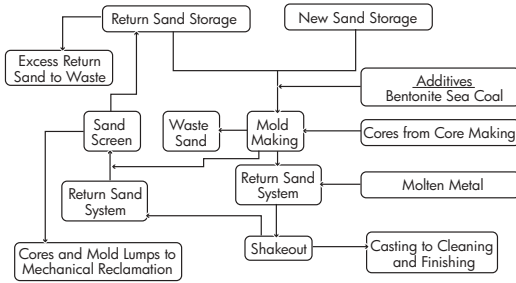 Return Sand Storage
New Sand Storage
Excess Return
Sand to Waste
Additives
Bentonite Sea Coal
Sand
Screen
Waste
Sand
Mold
Making
Cores from Core Making
Return Sand
System
Return Sand
System
Molten Metal
Shakeout
Casting to Cleaning
and Finishing
Cores and Mold Lumps to
Mechanical Reclamation